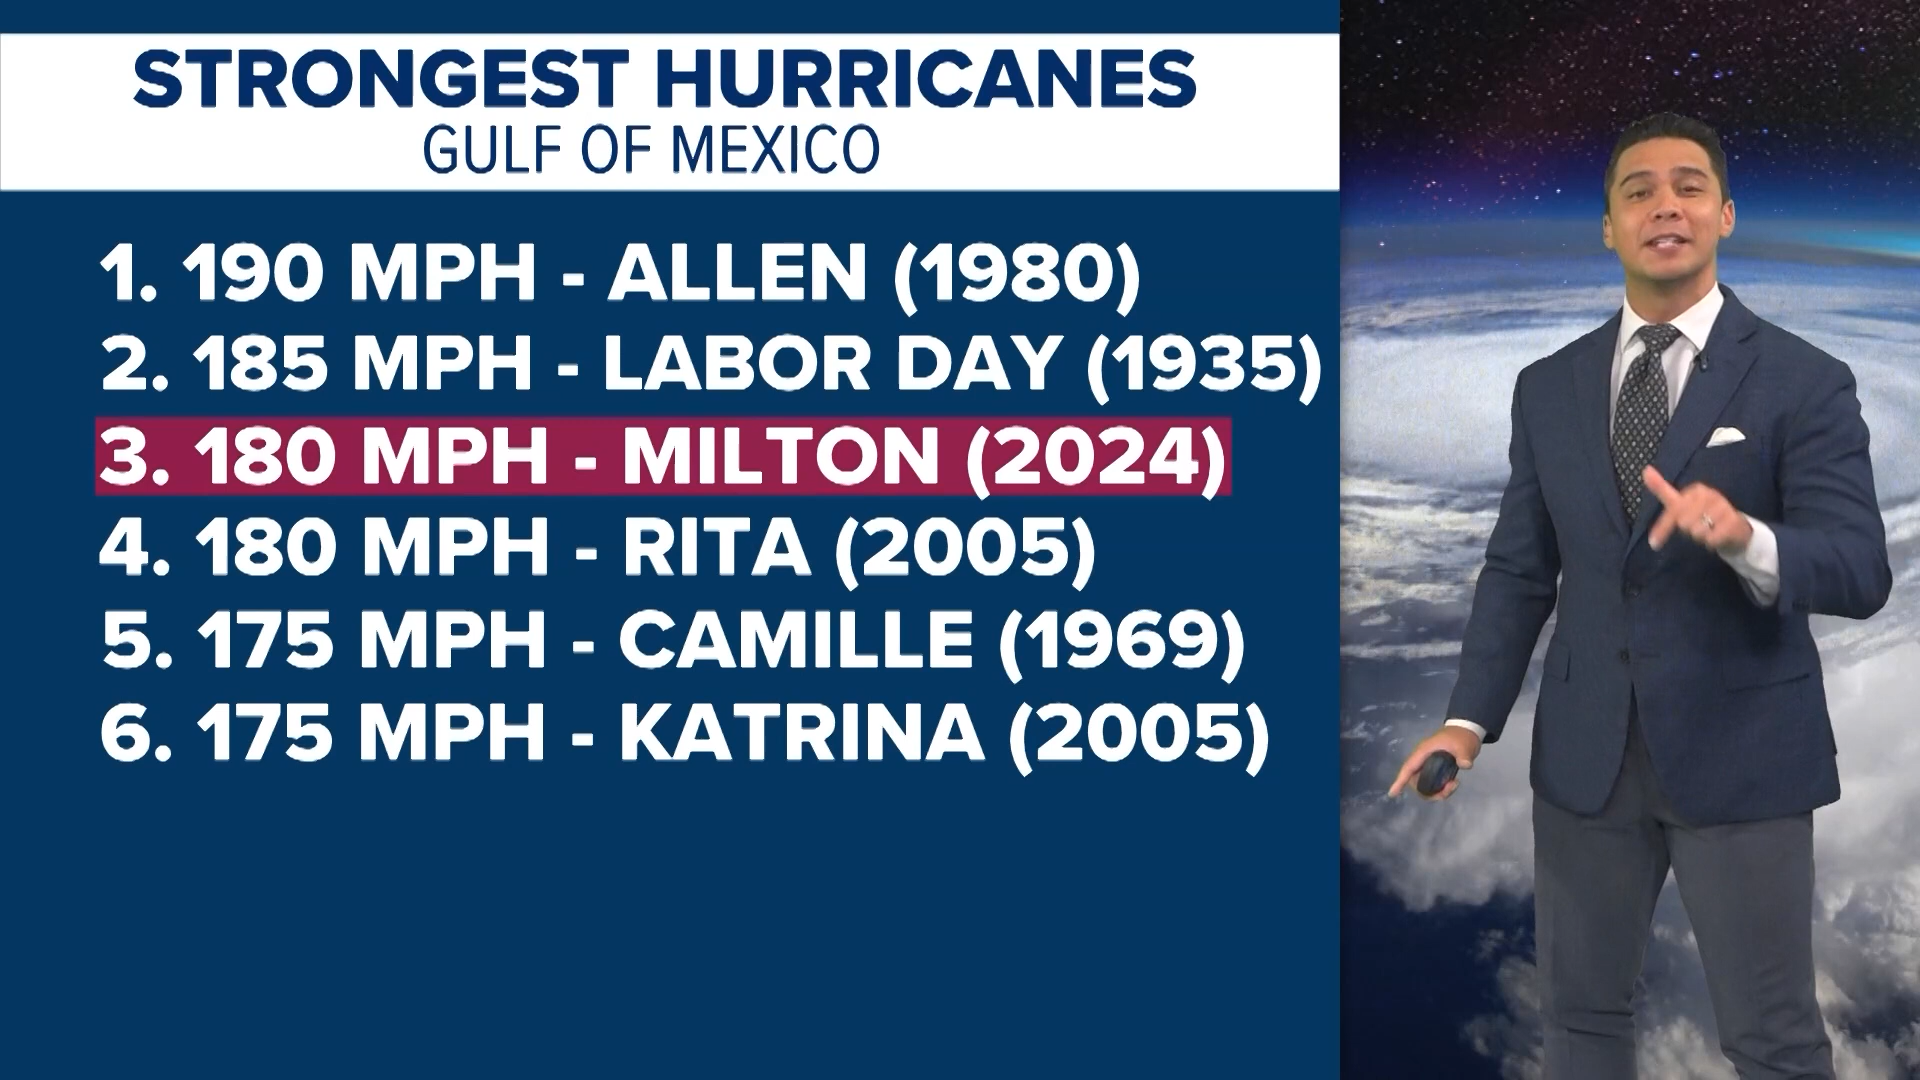 STRONGEST HURRICANES
GULF OF MEXICO
1. 190 MPH - ALLEN (1980)
2. 185 MPH - LABOR DAY (1935)
3. 180 MPH - MILTON (2024)
4. 180 MPH - RITA (2005)
5. 175 MPH - CAMILLE (1969)
6. 175 MPH - KATRINA (2005)